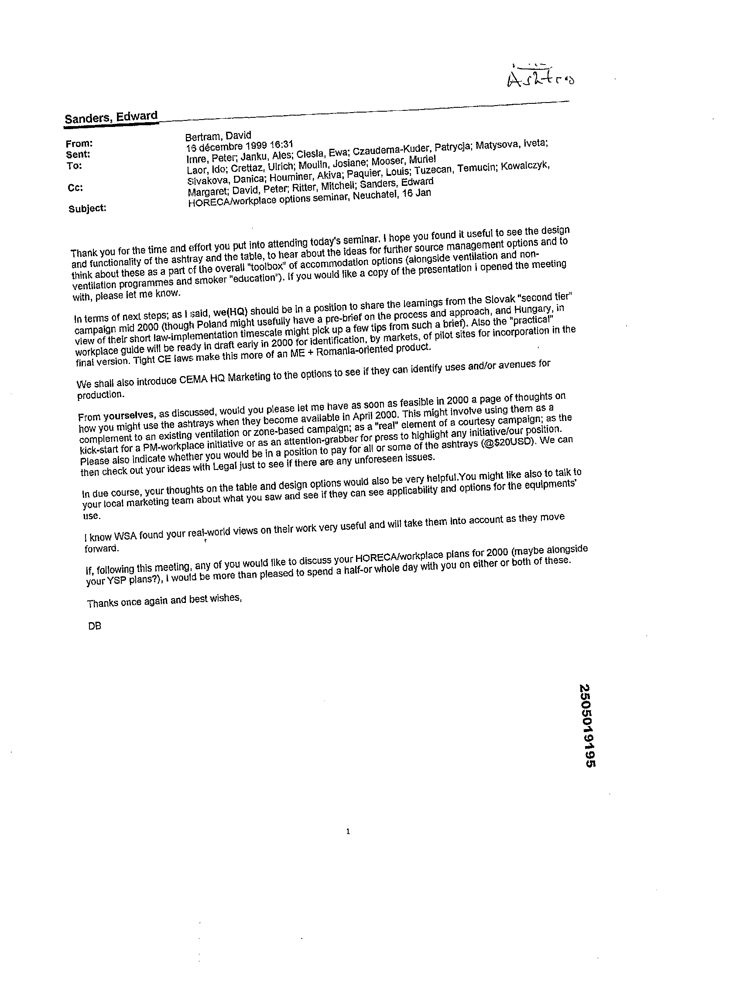 Ashtra
Sanders, Edward
From: Bertram, David
Sent: 16 décembre 1999 16:31
To: Imre, Peter; Janku, Ales; Ciesla, Ewa; Czauderna-Kuder, Patrycja; Matysova, Iveta;
Laor, Ido; Crettaz, Ulrich; Moulin, Josiane; Mooser, Muriel
Cc: Sivakova, Danica; Houminer, Akiva; Paquier, Louis; Tuzecan, Temucin; Kowalczyk,
Margaret; David, Peter; Ritter, Mitchell; Sanders, Edward
Subject: HORECA/workplace options seminar, Neuchatel, 16 Jan
Thank you for the time and effort you put into attending today's seminar. I hope you found it useful to see the design
and functionality of the ashtray and the table, to hear about the ideas for further source management options and to
think about these as a part of the overall "toolbox" of accommodation options (alongside ventilation and non-
ventilation programmes and smoker "education"). If you would like a copy of the presentation I opened the meeting
with, please let me know.
In terms of next steps; as I said, we(HQ) should be in a position to share the learnings from the Slovak "second tier"
campaign mid 2000 (though Poland might usefully have a pre-brief on the process and approach, and Hungary, in
view of their short law-implementation timescale might pick up a few tips from such a brief). Also the "practical"
workplace guide will be ready in draft early in 2000 for identification, by markets, of pilot sites for incorporation in the
final version. Tight CE laws make this more of an ME + Romania-oriented product.
We shall also introduce CEMA HQ Marketing to the options to see if they can identify uses and/or avenues for
production.
From yourselves, as discussed, would you please let me have as soon as feasible in 2000 a page of thoughts on
how you might use the ashtrays when they become available in April 2000. This might involve using them as a
complement to an existing ventilation or zone-based campaign; as a "real" element of a courtesy campaign; as the
kick-start for a PM-workplace initiative or as an attention-grabber for press to highlight any initiative/our position.
Please also indicate whether you would be in a position to pay for all or some of the ashtrays (@$20USD). We can
then check out your ideas with Legal just to see if there are any unforeseen issues.
In due course, your thoughts on the table and design options would also be very helpful.You might like also to talk to
your local marketing team about what you saw and see if they can see applicability and options for the equipments'
use.
I know WSA found your real-world views on their work very useful and will take them into account as they move
forward.
If, following this meeting, any of you would like to discuss your HORECA/workplace plans for 2000 (maybe alongside
your YSP plans?), I would be more than pleased to spend a half-or whole day with you on either or both of these.
Thanks once again and best wishes,
DB
2505019195
1